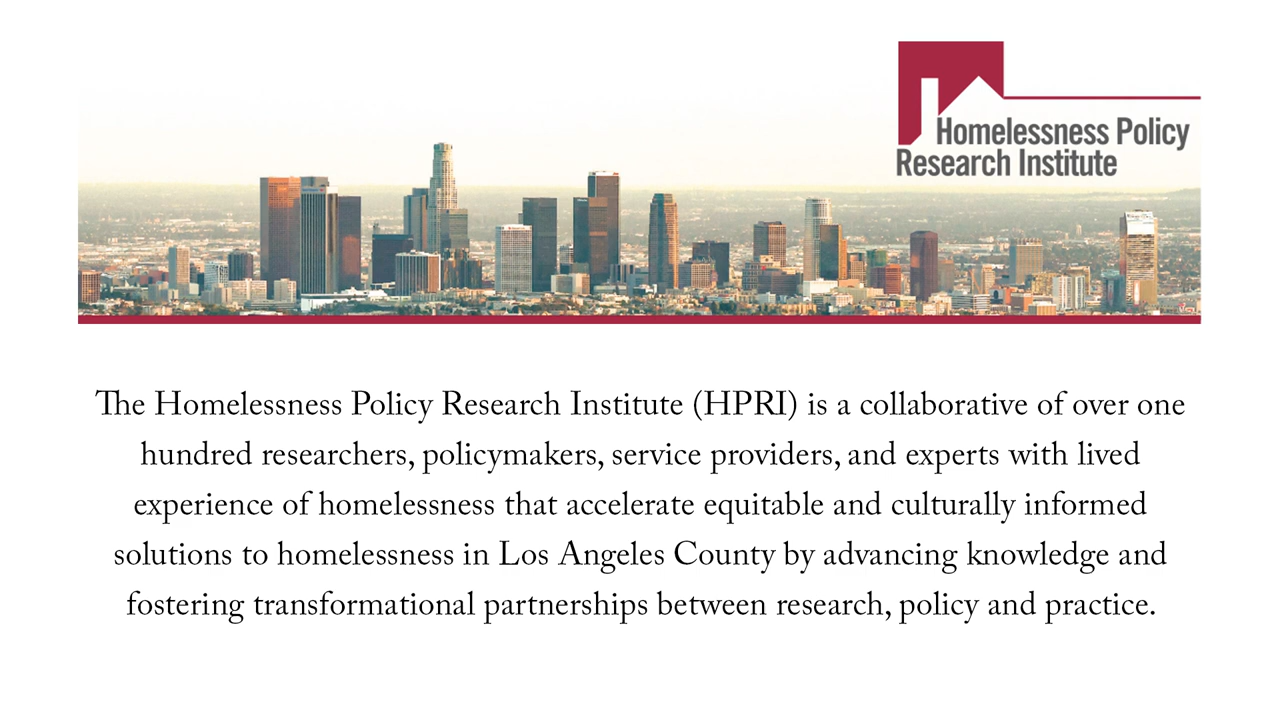 Homelessness Policy
Research Institute
The Homelessness Policy Research Institute (HPRI) is a collaborative of over one
hundred researchers, policymakers, service providers, and experts with lived
experience of homelessness that accelerate equitable and culturally informed
solutions to homelessness in Los Angeles County by advancing knowledge and
fostering transformational partnerships between research, policy and practice.